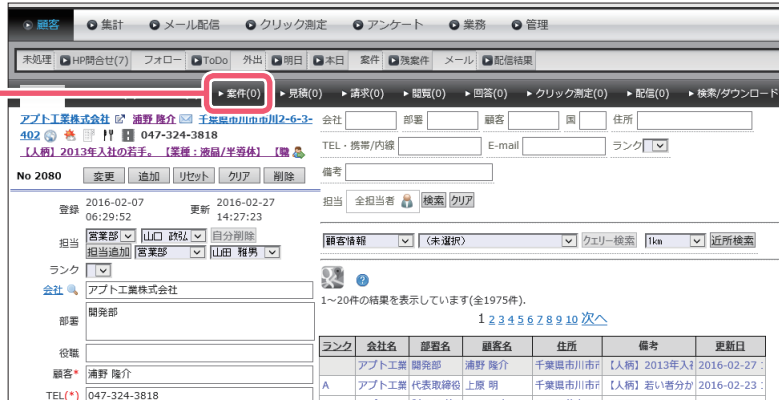 顧客 集計 メール配信 クリック測定 アンケート 業務 管理
未処理 HP問合せ(7) フォロー ToDo 外出 明日 本日 案件 残案件 メール 配信結果
案件(0) 見積(0) 請求(0) 閲覧(0) 回答(0) クリック測定(0) 配信(0) 検索/ダウンロード
アプト工業株式会社 浦野 隆介 千葉県市川市市川2-6-3-
402 047-324-3818
【人柄】2013年入社の若手。 【業種：液晶/半導体】 【職
No 2080 変更 追加 リセット クリア 削除
登録 2016-02-07 06:29:52 更新 2016-02-27 14:27:23
担当 営業部 山口 政弘 自分削除
担当追加 営業部 山田 雅男
ランク
会社 アプト工業株式会社
部署 開発部
役職
顧客* 浦野 隆介
TEL(*) 047-324-3818
会社 部署 顧客 国 住所
TEL・携帯/内線 E-mail ランク
備考
担当 全担当者 検索 クリア
顧客情報 (未選択) クエリー検索 1km 近所検索
1～20件の結果を表示しています(全1975件).
1 2 3 4 5 6 7 8 9 10 次へ
ランク 会社名 部署名 顧客名 住所 備考 更新日
アプト工業 開発部 浦野 隆介 千葉県市川市市 【人柄】2013年入社 2016-02-27
A アプト工業 代表取締役 上原 明 千葉県市川市市 【人柄】若い者分か 2016-02-23